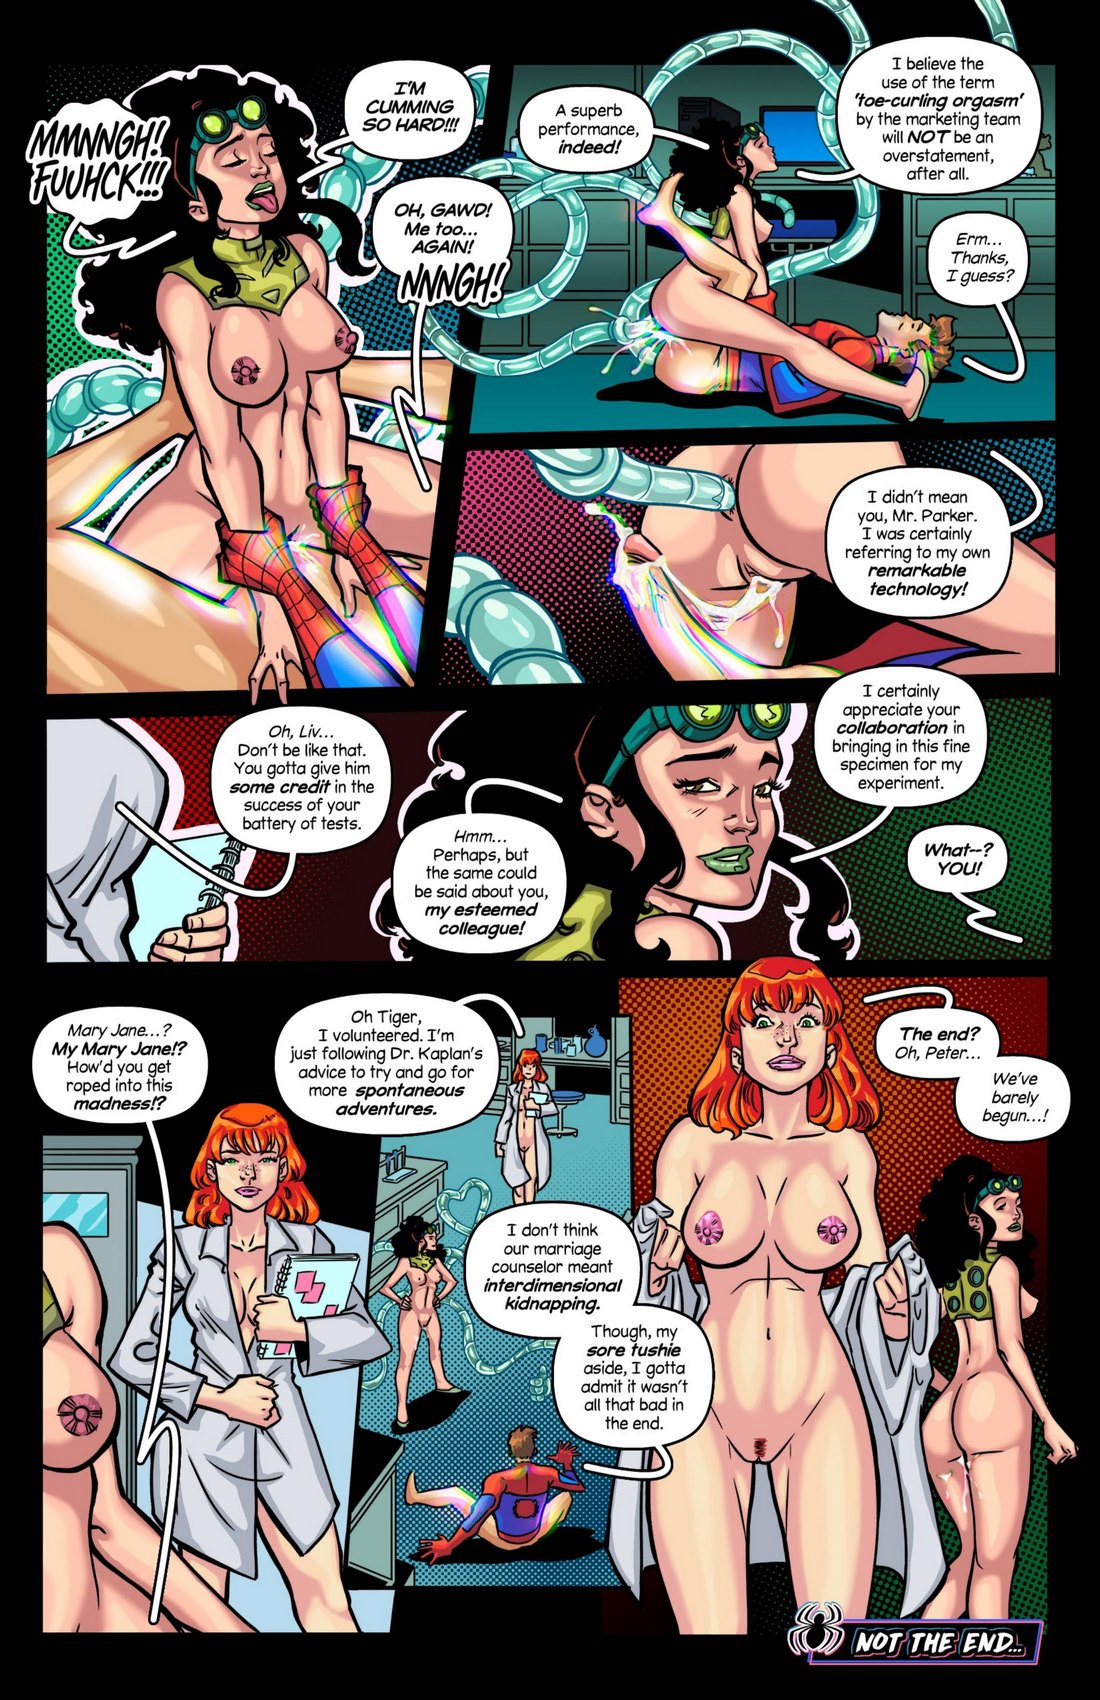 MMNNGH!
FUUHCK!!!
I'M
CUMMING
SO HARD!!!
OH, GAWD!
Me too...
AGAIN!
NNNGH!
A superb
performance,
indeed!
I believe the
use of the term
'toe-curling orgasm'
by the marketing team
will NOT be an
overstatement,
after all.
Erm...
Thanks,
I guess?
I didn't mean
you, Mr. Parker.
I was certainly
referring to my own
remarkable
technology!
Oh, Liv...
Don't be like that.
You gotta give him
some credit in the
success of your
battery of tests.
Hmm...
Perhaps, but
the same could
be said about you,
my esteemed
colleague!
I certainly
appreciate your
collaboration in
bringing in this fine
specimen for my
experiment.
What--?
YOU!
Mary Jane...?
My Mary Jane!?
How'd you get
roped into this
madness!?
Oh Tiger,
I volunteered. I'm
just following Dr. Kaplan's
advice to try and go for
more spontaneous
adventures.
I don't think
our marriage
counselor meant
interdimensional
kidnapping.
Though, my
sore tushie
aside, I gotta
admit it wasn't
all that bad in
the end.
The end?
Oh, Peter...
We've
barely
begun...!
NOT THE END...